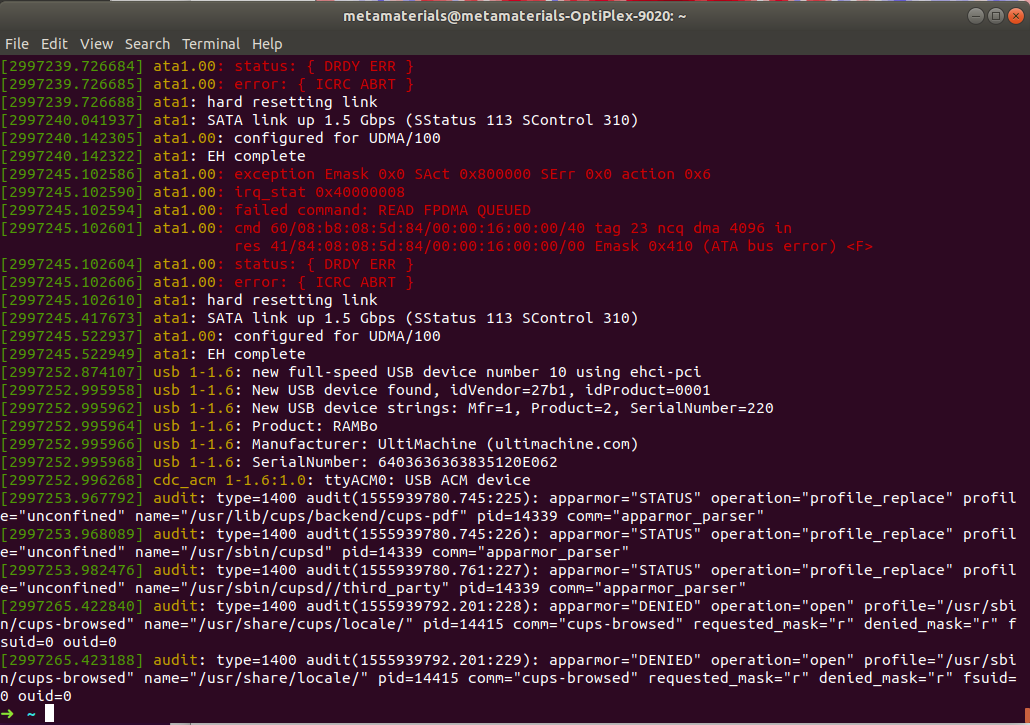 metamaterials@metamaterials-OptiPlex-9020: ~
File Edit View Search Terminal Help
[2997239.726684] ata1.00: status: { DRDY ERR }
[2997239.726685] ata1.00: error: { ICRC ABRT }
[2997239.726688] ata1: hard resetting link
[2997240.041937] ata1: SATA link up 1.5 Gbps (SStatus 113 SControl 310)
[2997240.142305] ata1.00: configured for UDMA/100
[2997240.142322] ata1: EH complete
[2997245.102586] ata1.00: exception Emask 0x0 SAct 0x800000 SErr 0x0 action 0x6
[2997245.102590] ata1.00: irq_stat 0x40000008
[2997245.102594] ata1.00: failed command: READ FPDMA QUEUED
[2997245.102601] ata1.00: cmd 60/08:b8:08:5d:84/00:00:16:00:00/40 tag 23 ncq dma 4096 in
res 41/84:08:08:5d:84/00:00:16:00:00/00 Emask 0x410 (ATA bus error) <F>
[2997245.102604] ata1.00: status: { DRDY ERR }
[2997245.102606] ata1.00: error: { ICRC ABRT }
[2997245.102610] ata1: hard resetting link
[2997245.417673] ata1: SATA link up 1.5 Gbps (SStatus 113 SControl 310)
[2997245.522937] ata1.00: configured for UDMA/100
[2997245.522949] ata1: EH complete
[2997252.874107] usb 1-1.6: new full-speed USB device number 10 using ehci-pci
[2997252.995958] usb 1-1.6: New USB device found, idVendor=27b1, idProduct=0001
[2997252.995962] usb 1-1.6: New USB device strings: Mfr=1, Product=2, SerialNumber=220
[2997252.995964] usb 1-1.6: Product: RAMBo
[2997252.995966] usb 1-1.6: Manufacturer: UltiMachine (ultimachine.com)
[2997252.995968] usb 1-1.6: SerialNumber: 6403636363835120E062
[2997252.996268] cdc_acm 1-1.6:1.0: ttyACM0: USB ACM device
[2997253.967792] audit: type=1400 audit(1555939780.745:225): apparmor="STATUS" operation="profile_replace" profil
e="unconfined" name="/usr/lib/cups/backend/cups-pdf" pid=14339 comm="apparmor_parser"
[2997253.968089] audit: type=1400 audit(1555939780.745:226): apparmor="STATUS" operation="profile_replace" profil
e="unconfined" name="/usr/sbin/cupsd" pid=14339 comm="apparmor_parser"
[2997253.982476] audit: type=1400 audit(1555939780.761:227): apparmor="STATUS" operation="profile_replace" profil
e="unconfined" name="/usr/sbin/cupsd//third_party" pid=14339 comm="apparmor_parser"
[2997265.422840] audit: type=1400 audit(1555939792.201:228): apparmor="DENIED" operation="open" profile="/usr/sbi
n/cups-browsed" name="/usr/share/cups/locale/" pid=14415 comm="cups-browsed" requested_mask="r" denied_mask="r" f
suid=0 ouid=0
[2997265.423188] audit: type=1400 audit(1555939792.201:229): apparmor="DENIED" operation="open" profile="/usr/sbi
n/cups-browsed" name="/usr/share/locale/" pid=14415 comm="cups-browsed" requested_mask="r" denied_mask="r" fsuid=
0 ouid=0
➜ ~